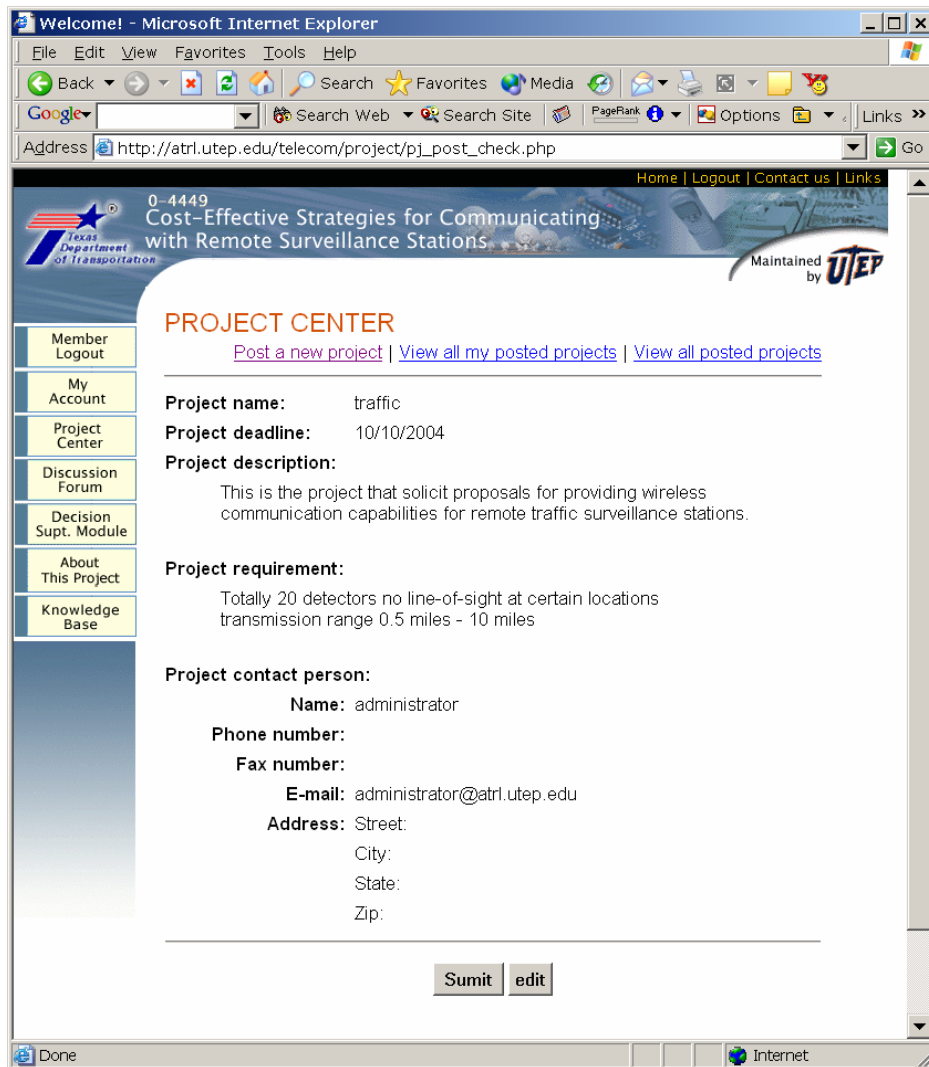 Welcome! - Microsoft Internet Explorer
File Edit View Favorites Tools Help
Back Search Favorites Media
Google Search Web Search Site PageRank Options Links »
Address http://atrl.utep.edu/telecom/project/pj_post_check.php Go
Home | Logout | Contact us | Links
0-4449
Cost-Effective Strategies for Communicating
with Remote Surveillance Stations
Texas
Department
of Transportation
®
Maintained
by UTEP
PROJECT CENTER
Post a new project | View all my posted projects | View all posted projects
Member
Logout
My
Account
Project
Center
Discussion
Forum
Decision
Supt. Module
About
This Project
Knowledge
Base
Project name: traffic
Project deadline: 10/10/2004
Project description:
This is the project that solicit proposals for providing wireless
communication capabilities for remote traffic surveillance stations.
Project requirement:
Totally 20 detectors no line-of-sight at certain locations
transmission range 0.5 miles - 10 miles
Project contact person:
Name: administrator
Phone number:
Fax number:
E-mail: administrator@atrl.utep.edu
Address: Street:
City:
State:
Zip:
Sumit edit
Done Internet